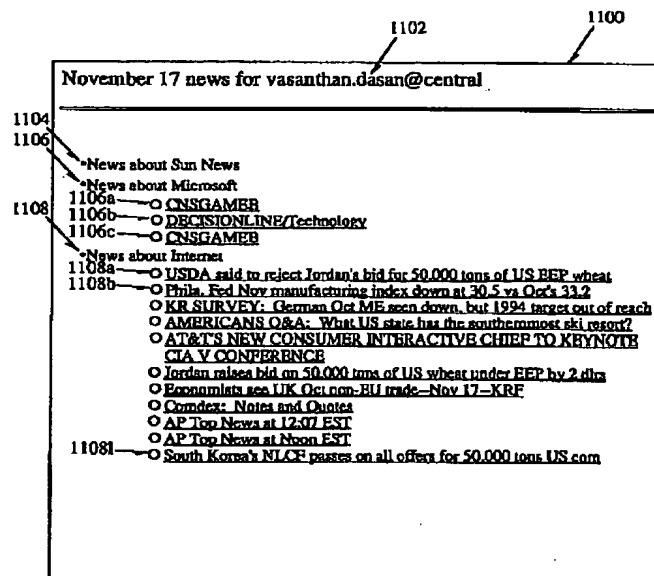 1102
1100
November 17 news for vasanthan.dasan@central
1104
1106
•News about Sun News
•News about Microsoft
1106a
CNSGAMEB
1106b
DECISIONLINE/Technology
1106c
CNSGAMEB
1108
•News about Internet
1108a
USDA said to reject Jordan's bid for 50,000 tons of US EEP wheat
1108b
Phila. Fed Nov manufacturing index down at 30.5 vs Oct's 33.2
KR SURVEY: German Oct ME seen down, but 1994 target out of reach
AMERICANS Q&A: What US state has the southernmost ski resort?
AT&T'S NEW CONSUMER INTERACTIVE CHIEF TO KEYNOTE
CIA V CONFERENCE
Jordan raises bid on 50,000 tons of US wheat under EEP by 2 dlrs
Economists see UK Oct non-EU trade—Nov 17—KRF
Comdex: Notes and Quotes
AP Top News at 12:07 EST
AP Top News at Noon EST
1108l
South Korea's NLCF passes on all offers for 50,000 tons US corn